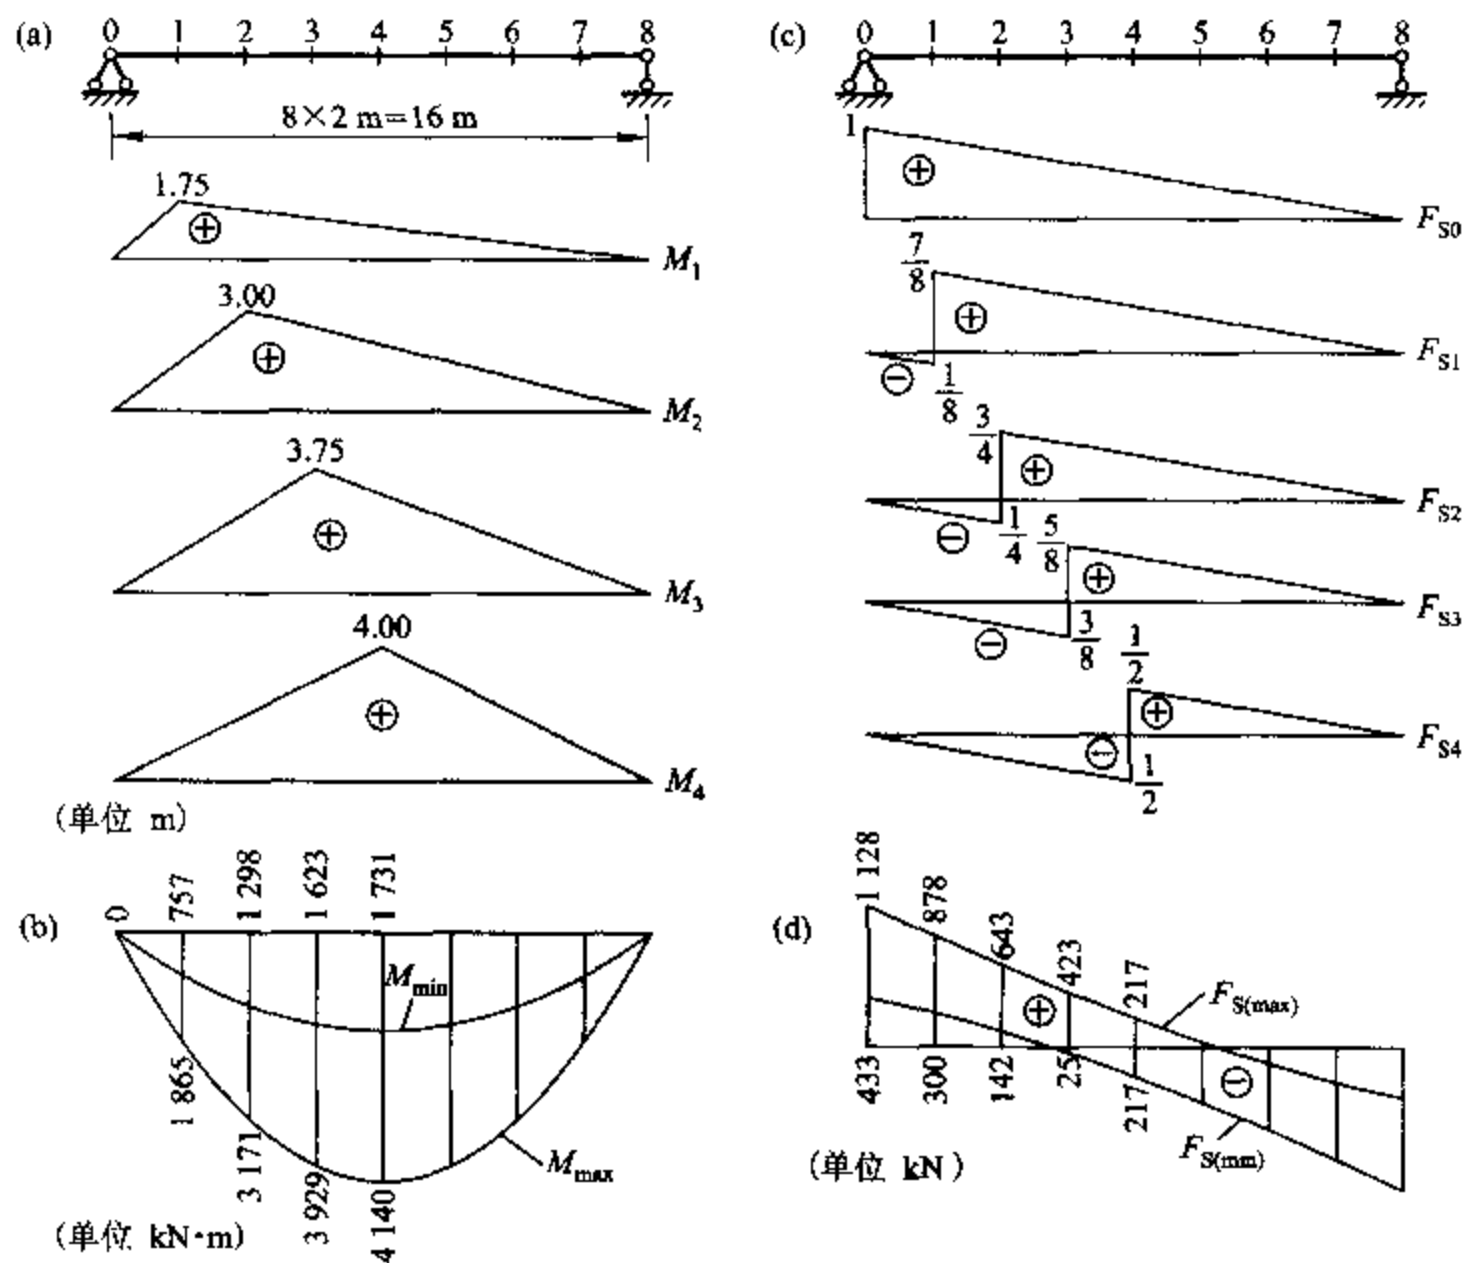 (a) 0 1 2 3 4 5 6 7 8
8×2 m=16 m
1.75
⊕
M1
3.00
⊕
M2
3.75
⊕
M3
4.00
⊕
M4
(单位 m)
(b) 0 757 1 298 1 623 1 731
Mmin
1 865 3 171 3 929 4 140
Mmax
(单位 kN·m)
(c) 0 1 2 3 4 5 6 7 8
1
⊕
FS0
7/8
⊕
FS1
⊖ 1/8
3/4
⊕
FS2
⊖ 1/4 5/8
⊕
FS3
⊖ 3/8 1/2
⊕
⊖
FS4
1/2
(d) 1 128 878 643 423 217
FS(max)
⊕
433 300 142 25 217
⊖
FS(mm)
(单位 kN)